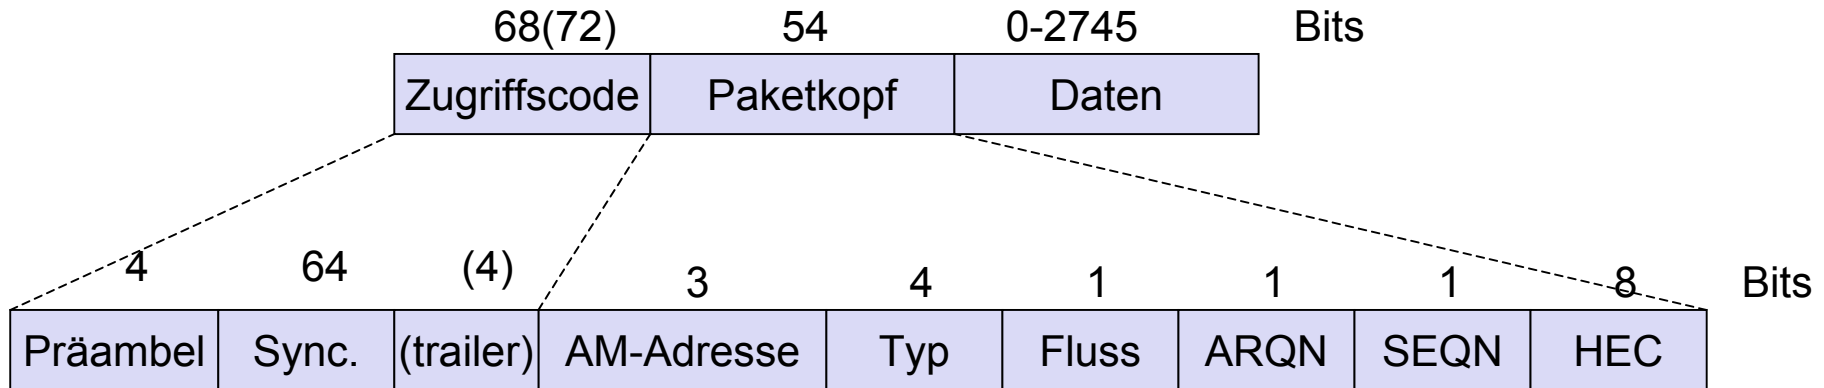 68(72) 54 0-2745 Bits
Zugriffscode Paketkopf Daten
4 64 (4) 3 4 1 1 1 8 Bits
Präambel Sync. (trailer) AM-Adresse Typ Fluss ARQN SEQN HEC